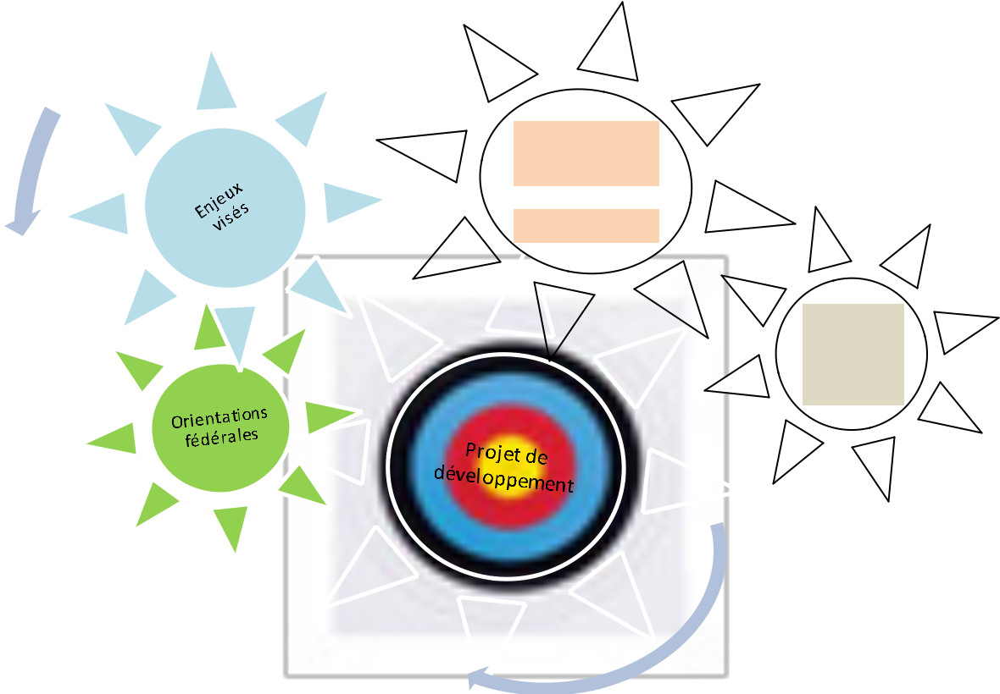 Enjeux
visés
Orientations
fédérales
Projet de
développement